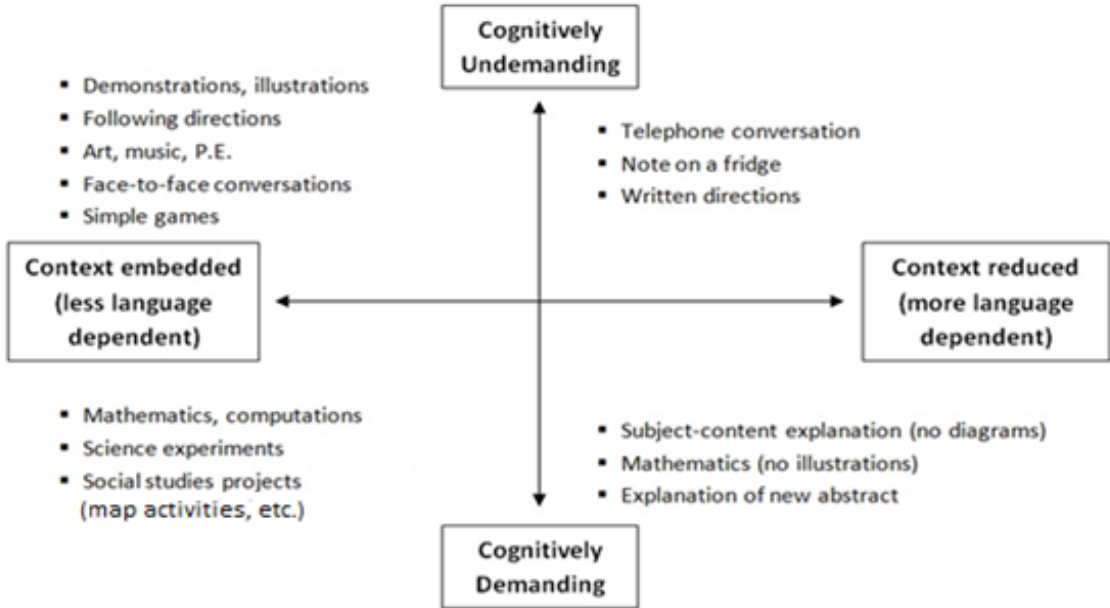 Cognitively
Undemanding
▪ Demonstrations, illustrations
▪ Following directions
▪ Art, music, P.E.
▪ Face-to-face conversations
▪ Simple games
▪ Telephone conversation
▪ Note on a fridge
▪ Written directions
Context embedded
(less language
dependent)
Context reduced
(more language
dependent)
▪ Mathematics, computations
▪ Science experiments
▪ Social studies projects
(map activities, etc.)
▪ Subject-content explanation (no diagrams)
▪ Mathematics (no illustrations)
▪ Explanation of new abstract
Cognitively
Demanding